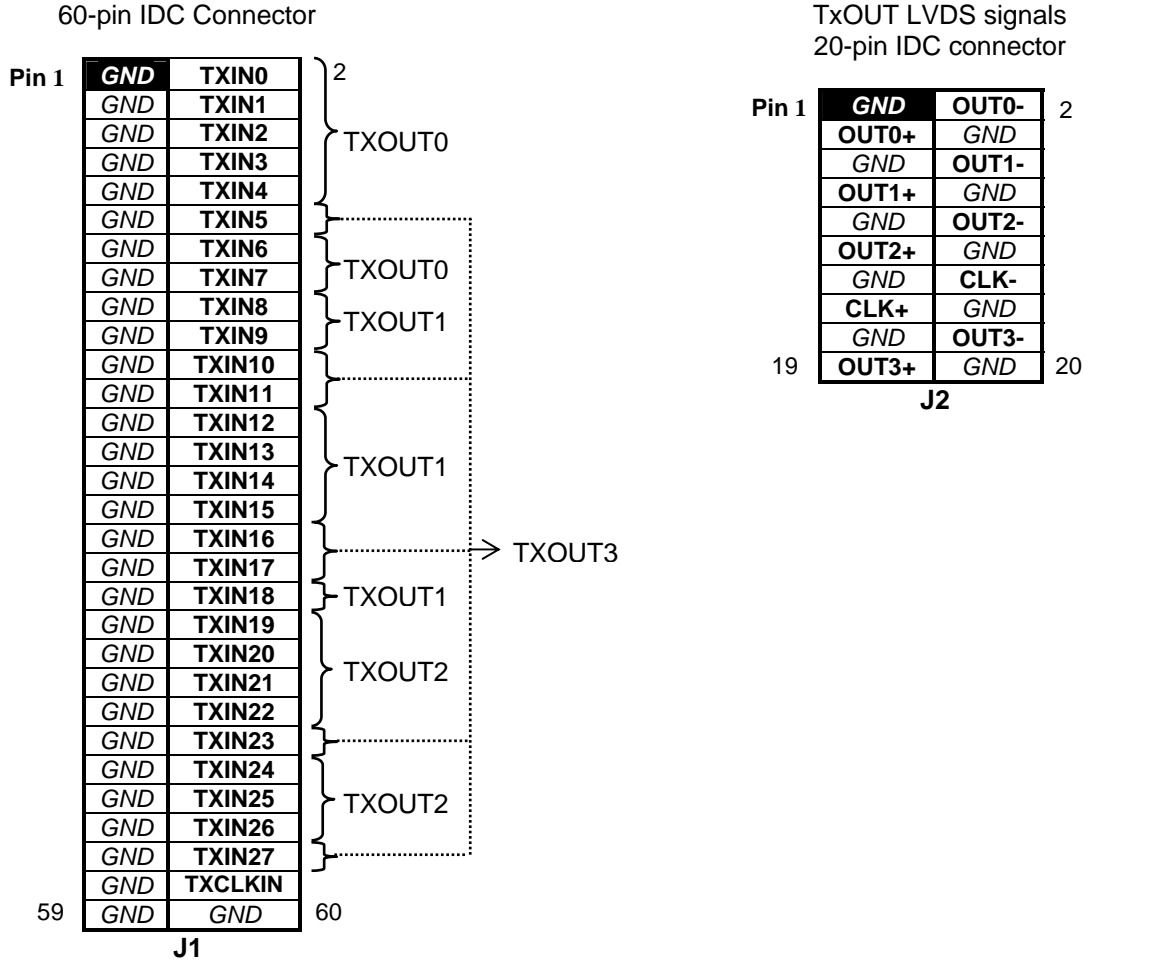 60-pin IDC Connector
Pin 1 GND TXIN0 2
GND TXIN1
GND TXIN2
TXOUT0
GND TXIN3
GND TXIN4
GND TXIN5
GND TXIN6
TXOUT0
GND TXIN7
GND TXIN8
TXOUT1
GND TXIN9
GND TXIN10
GND TXIN11
GND TXIN12
GND TXIN13
TXOUT1
GND TXIN14
GND TXIN15
GND TXIN16
TXOUT3
GND TXIN17
GND TXIN18 TXOUT1
GND TXIN19
GND TXIN20
TXOUT2
GND TXIN21
GND TXIN22
GND TXIN23
GND TXIN24
GND TXIN25 TXOUT2
GND TXIN26
GND TXIN27
GND TXCLKIN
59 GND GND 60
J1
TxOUT LVDS signals
20-pin IDC connector
Pin 1 GND OUT0- 2
OUT0+ GND
GND OUT1-
OUT1+ GND
GND OUT2-
OUT2+ GND
GND CLK-
CLK+ GND
GND OUT3-
19 OUT3+ GND 20
J2